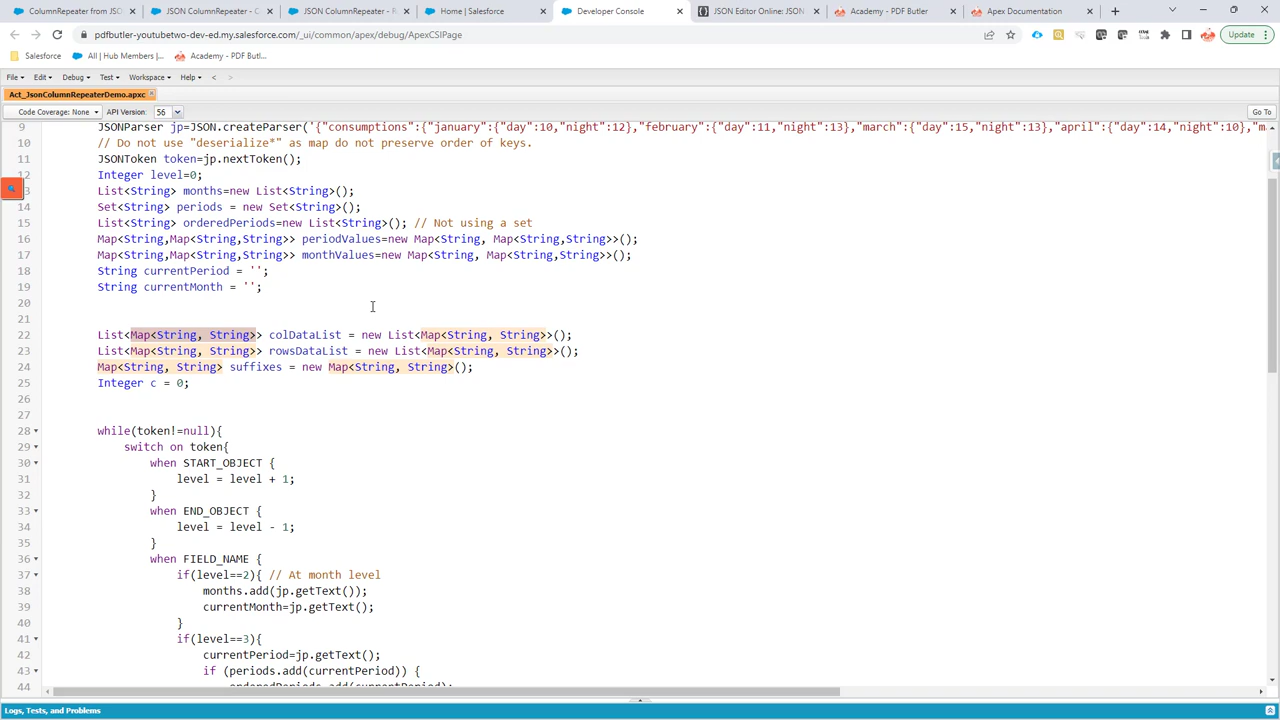 ColumnRepeater from JSO
JSON ColumnRepeater - C
JSON ColumnRepeater - R
Home | Salesforce
Developer Console
JSON Editor Online: JSON
Academy - PDF Butler
Apex Documentation
pdfbutler-youtubetwo-dev-ed.my.salesforce.com/_ui/common/apex/debug/ApexCSIPage
Update
Salesforce
All | Hub Members |...
Academy - PDF Butl...
File
Edit
Debug
Test
Workspace
Help
<
>
Act_JsonColumnRepeaterDemo.apxc
Code Coverage: None
API Version:
56
Go To
9 JSONParser jp=JSON.createParser('{"consumptions":{"january":{"day":10,"night":12},"february":{"day":11,"night":13},"march":{"day":15,"night":13},"april":{"day":14,"night":10},"m
10 // Do not use "deserialize*" as map do not preserve order of keys.
11 JSONToken token=jp.nextToken();
12 Integer level=0;
3 List<String> months=new List<String>();
14 Set<String> periods = new Set<String>();
15 List<String> orderedPeriods=new List<String>(); // Not using a set
16 Map<String,Map<String,String>> periodValues=new Map<String, Map<String,String>>();
17 Map<String,Map<String,String>> monthValues=new Map<String, Map<String,String>>();
18 String currentPeriod = '';
19 String currentMonth = '';
20
21
22 List<Map<String, String>> colDataList = new List<Map<String, String>>();
23 List<Map<String, String>> rowsDataList = new List<Map<String, String>>();
24 Map<String, String> suffixes = new Map<String, String>();
25 Integer c = 0;
26
27
28 while(token!=null){
29 switch on token{
30 when START_OBJECT {
31 level = level + 1;
32 }
33 when END_OBJECT {
34 level = level - 1;
35 }
36 when FIELD_NAME {
37 if(level==2){ // At month level
38 months.add(jp.getText());
39 currentMonth=jp.getText();
40 }
41 if(level==3){
42 currentPeriod=jp.getText();
43 if (periods.add(currentPeriod)) {
44 orderedPeriods.add(currentPeriod);
Logs, Tests, and Problems